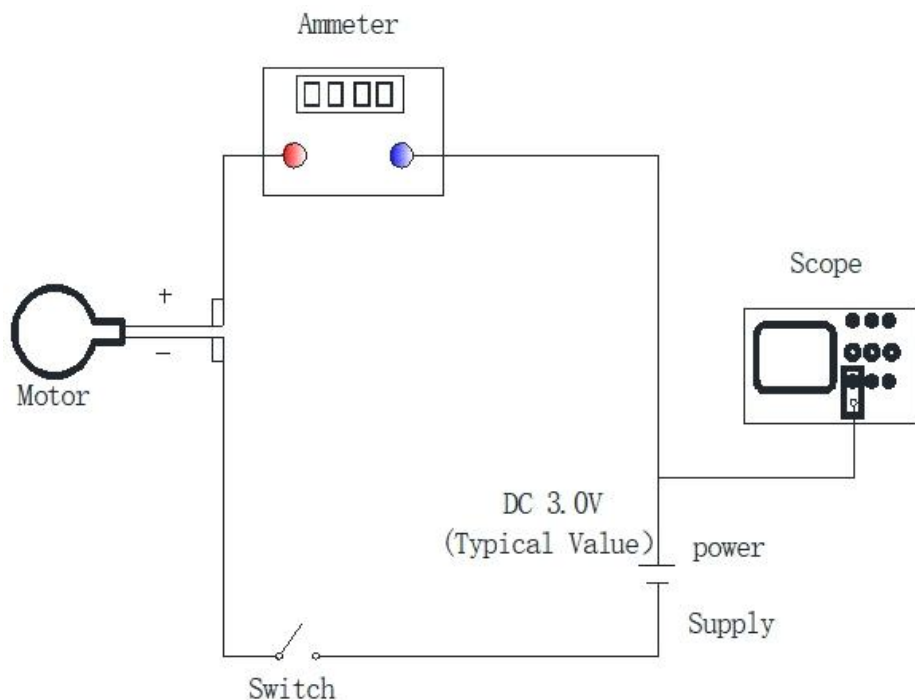 Ammeter
Scope
+
−
Motor
DC 3.0V
(Typical Value)
power
Supply
Switch